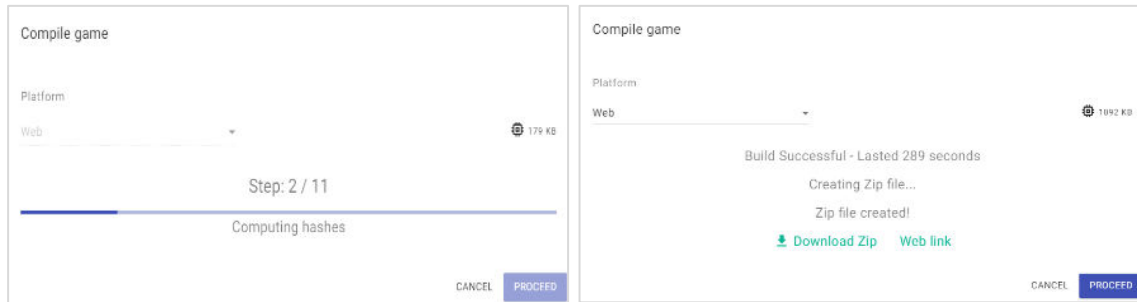 Compile game
Platform
Web
179 KB
Step: 2 / 11
Computing hashes
CANCEL PROCEED
Compile game
Platform
Web
1892 KB
Build Successful - Lasted 289 seconds
Creating Zip file...
Zip file created!
Download Zip Web link
CANCEL PROCEED